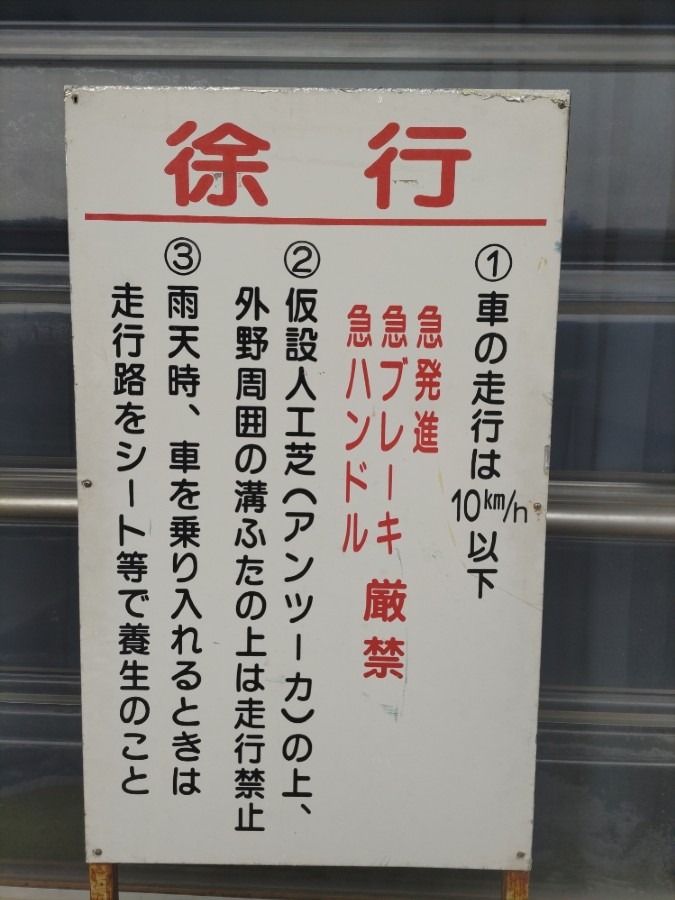 徐行
①車の走行は10km/h以下
急発進
急ブレーキ
急ハンドル
厳禁
②仮設人工芝(アンツーカ)の上、
外野周囲の溝ふたの上は走行禁止
③雨天時、車を乗り入れるときは
走行路をシート等で養生のこと